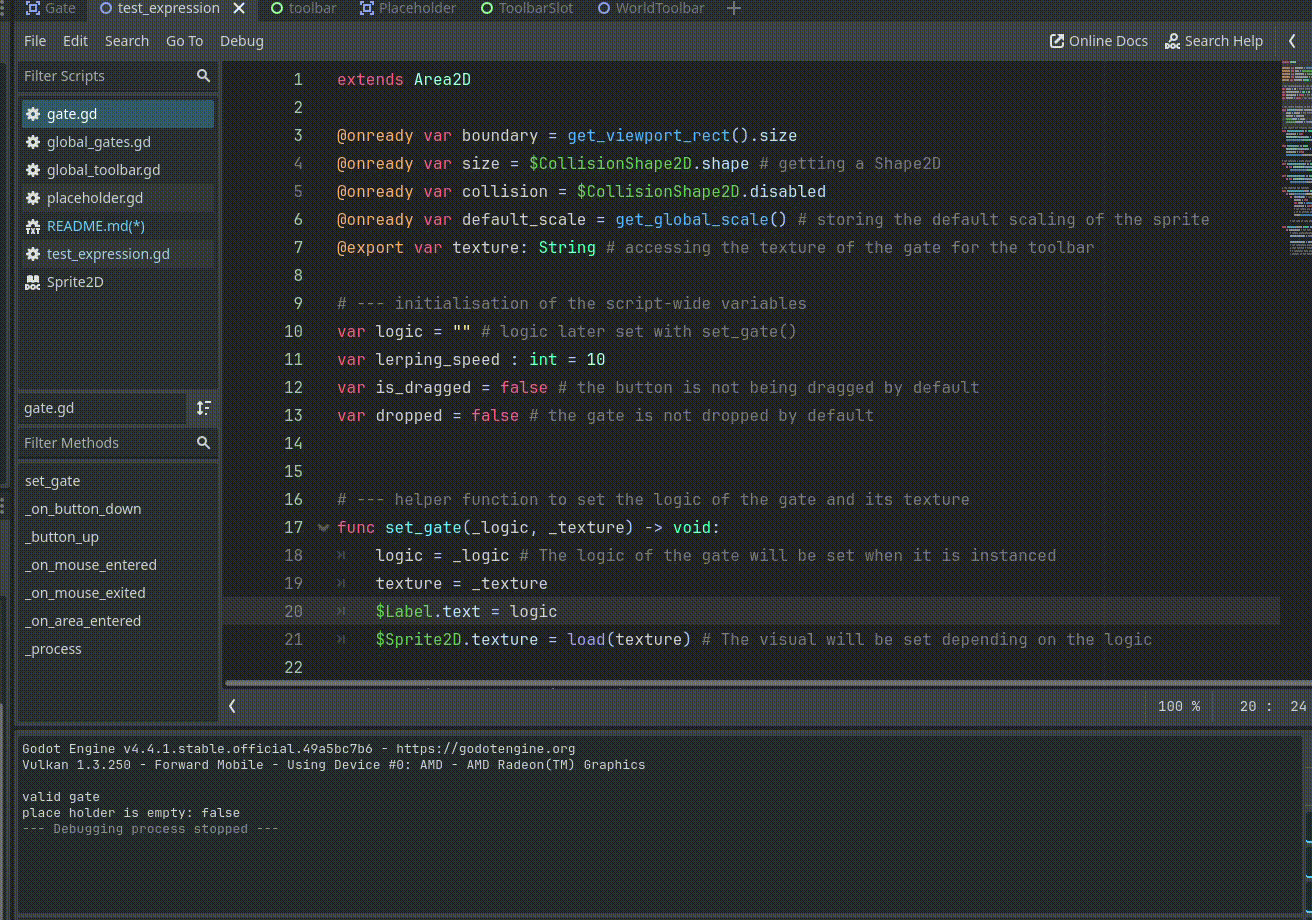 Gate test_expression toolbar Placeholder ToolbarSlot WorldToolbar
File Edit Search Go To Debug Online Docs Search Help
Filter Scripts
gate.gd
global_gates.gd
global_toolbar.gd
placeholder.gd
README.md(*)
test_expression.gd
Sprite2D
gate.gd
Filter Methods
set_gate
_on_button_down
_button_up
_on_mouse_entered
_on_mouse_exited
_on_area_entered
_process
1 extends Area2D
2
3 @onready var boundary = get_viewport_rect().size
4 @onready var size = $CollisionShape2D.shape # getting a Shape2D
5 @onready var collision = $CollisionShape2D.disabled
6 @onready var default_scale = get_global_scale() # storing the default scaling of the sprite
7 @export var texture: String # accessing the texture of the gate for the toolbar
8
9 # --- initialisation of the script-wide variables
10 var logic = "" # logic later set with set_gate()
11 var lerping_speed : int = 10
12 var is_dragged = false # the button is not being dragged by default
13 var dropped = false # the gate is not dropped by default
14
15
16 # --- helper function to set the logic of the gate and its texture
17 func set_gate(_logic, _texture) -> void:
18 logic = _logic # The logic of the gate will be set when it is instanced
19 texture = _texture
20 $Label.text = logic
21 $Sprite2D.texture = load(texture) # The visual will be set depending on the logic
22
100 % 20 : 24
Godot Engine v4.4.1.stable.official.49a5bc7b6 - https://godotengine.org
Vulkan 1.3.250 - Forward Mobile - Using Device #0: AMD - AMD Radeon(TM) Graphics
valid gate
place holder is empty: false
--- Debugging process stopped ---